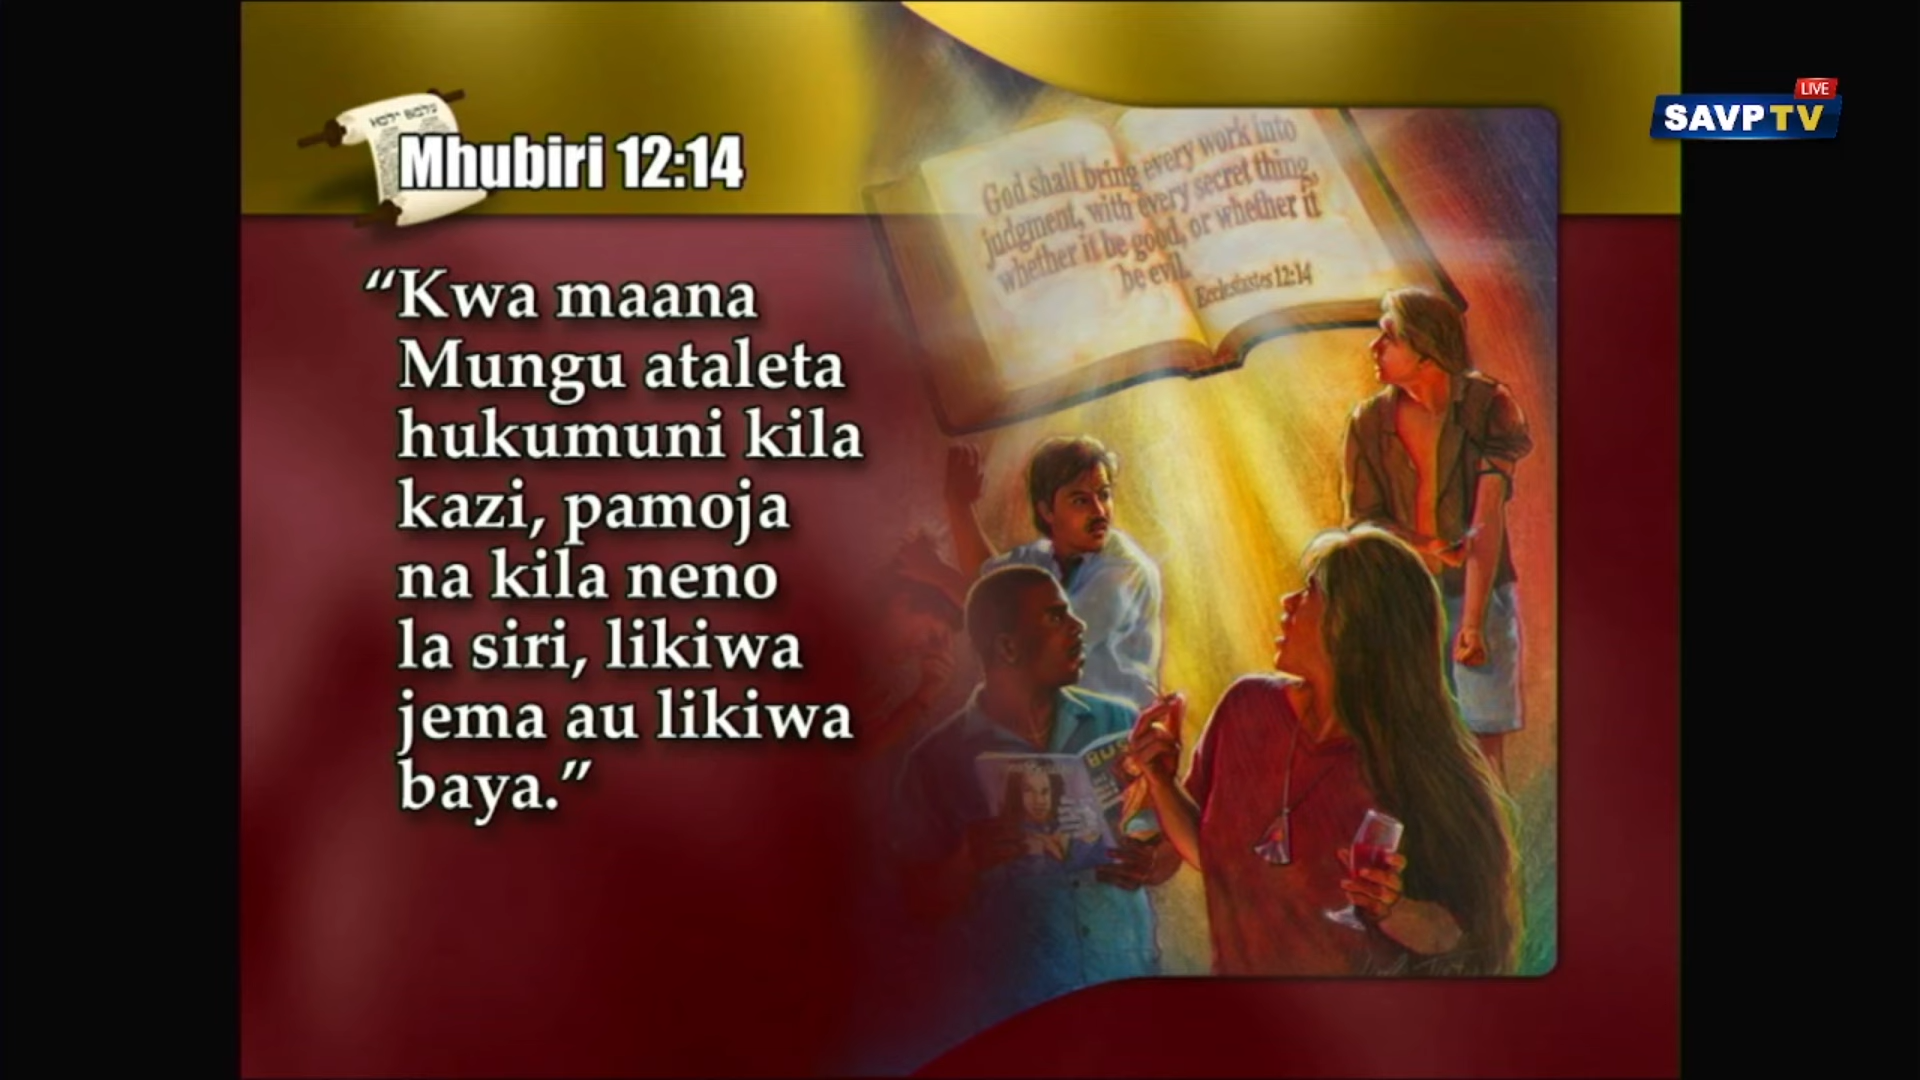 LIVE
SAVP TV
Mhubiri 12:14
“Kwa maana
Mungu ataleta
hukumuni kila
kazi, pamoja
na kila neno
la siri, likiwa
jema au likiwa
baya.”
God shall bring every work into
judgment, with every secret thing,
whether it be good, or whether it
be evil.
Ecclesiastes 12:14